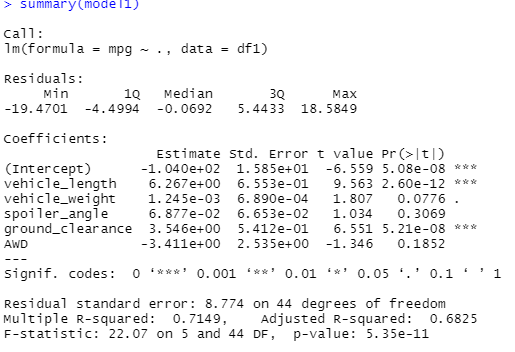 > summary(model1)
Call:
lm(formula = mpg ~ ., data = df1)
Residuals:
Min 1Q Median 3Q Max
-19.4701 -4.4994 -0.0692 5.4433 18.5849
Coefficients:
Estimate Std. Error t value Pr(>|t|)
(Intercept) -1.040e+02 1.585e+01 -6.559 5.08e-08 ***
vehicle_length 6.267e+00 6.553e-01 9.563 2.60e-12 ***
vehicle_weight 1.245e-03 6.890e-04 1.807 0.0776 .
spoiler_angle 6.877e-02 6.653e-02 1.034 0.3069
ground_clearance 3.546e+00 5.412e-01 6.551 5.21e-08 ***
AWD -3.411e+00 2.535e+00 -1.346 0.1852
---
Signif. codes: 0 ‘***’ 0.001 ‘**’ 0.01 ‘*’ 0.05 ‘.’ 0.1 ‘ ’ 1
Residual standard error: 8.774 on 44 degrees of freedom
Multiple R-squared: 0.7149, Adjusted R-squared: 0.6825
F-statistic: 22.07 on 5 and 44 DF, p-value: 5.35e-11